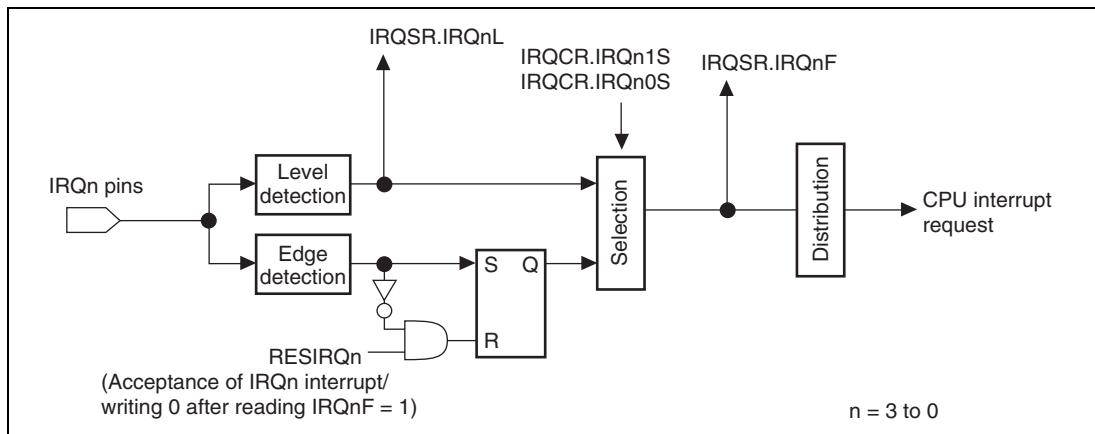 IRQSR.IRQnL
IRQCR.IRQn1S
IRQCR.IRQn0S
IRQSR.IRQnF
IRQn pins
Level
detection
Edge
detection
S Q
R
Selection
Distribution
CPU interrupt
request
RESIRQn
(Acceptance of IRQn interrupt/
writing 0 after reading IRQnF = 1)
n = 3 to 0